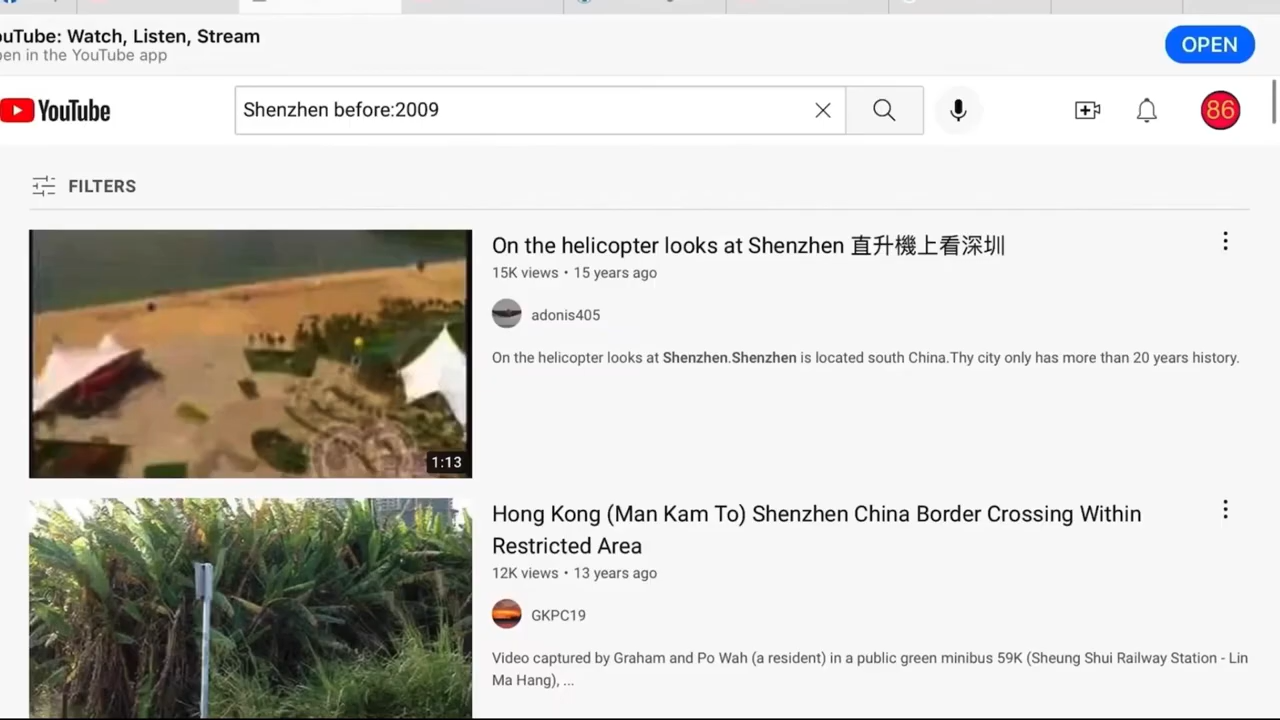 uTube: Watch, Listen, Stream
en in the YouTube app
OPEN
YouTube
Shenzhen before:2009
86
FILTERS
On the helicopter looks at Shenzhen 直升機上看深圳
15K views • 15 years ago
adonis405
On the helicopter looks at Shenzhen.Shenzhen is located south China.Thy city only has more than 20 years history.
1:13
Hong Kong (Man Kam To) Shenzhen China Border Crossing Within
Restricted Area
12K views • 13 years ago
GKPC19
Video captured by Graham and Po Wah (a resident) in a public green minibus 59K (Sheung Shui Railway Station - Lin
Ma Hang), ...